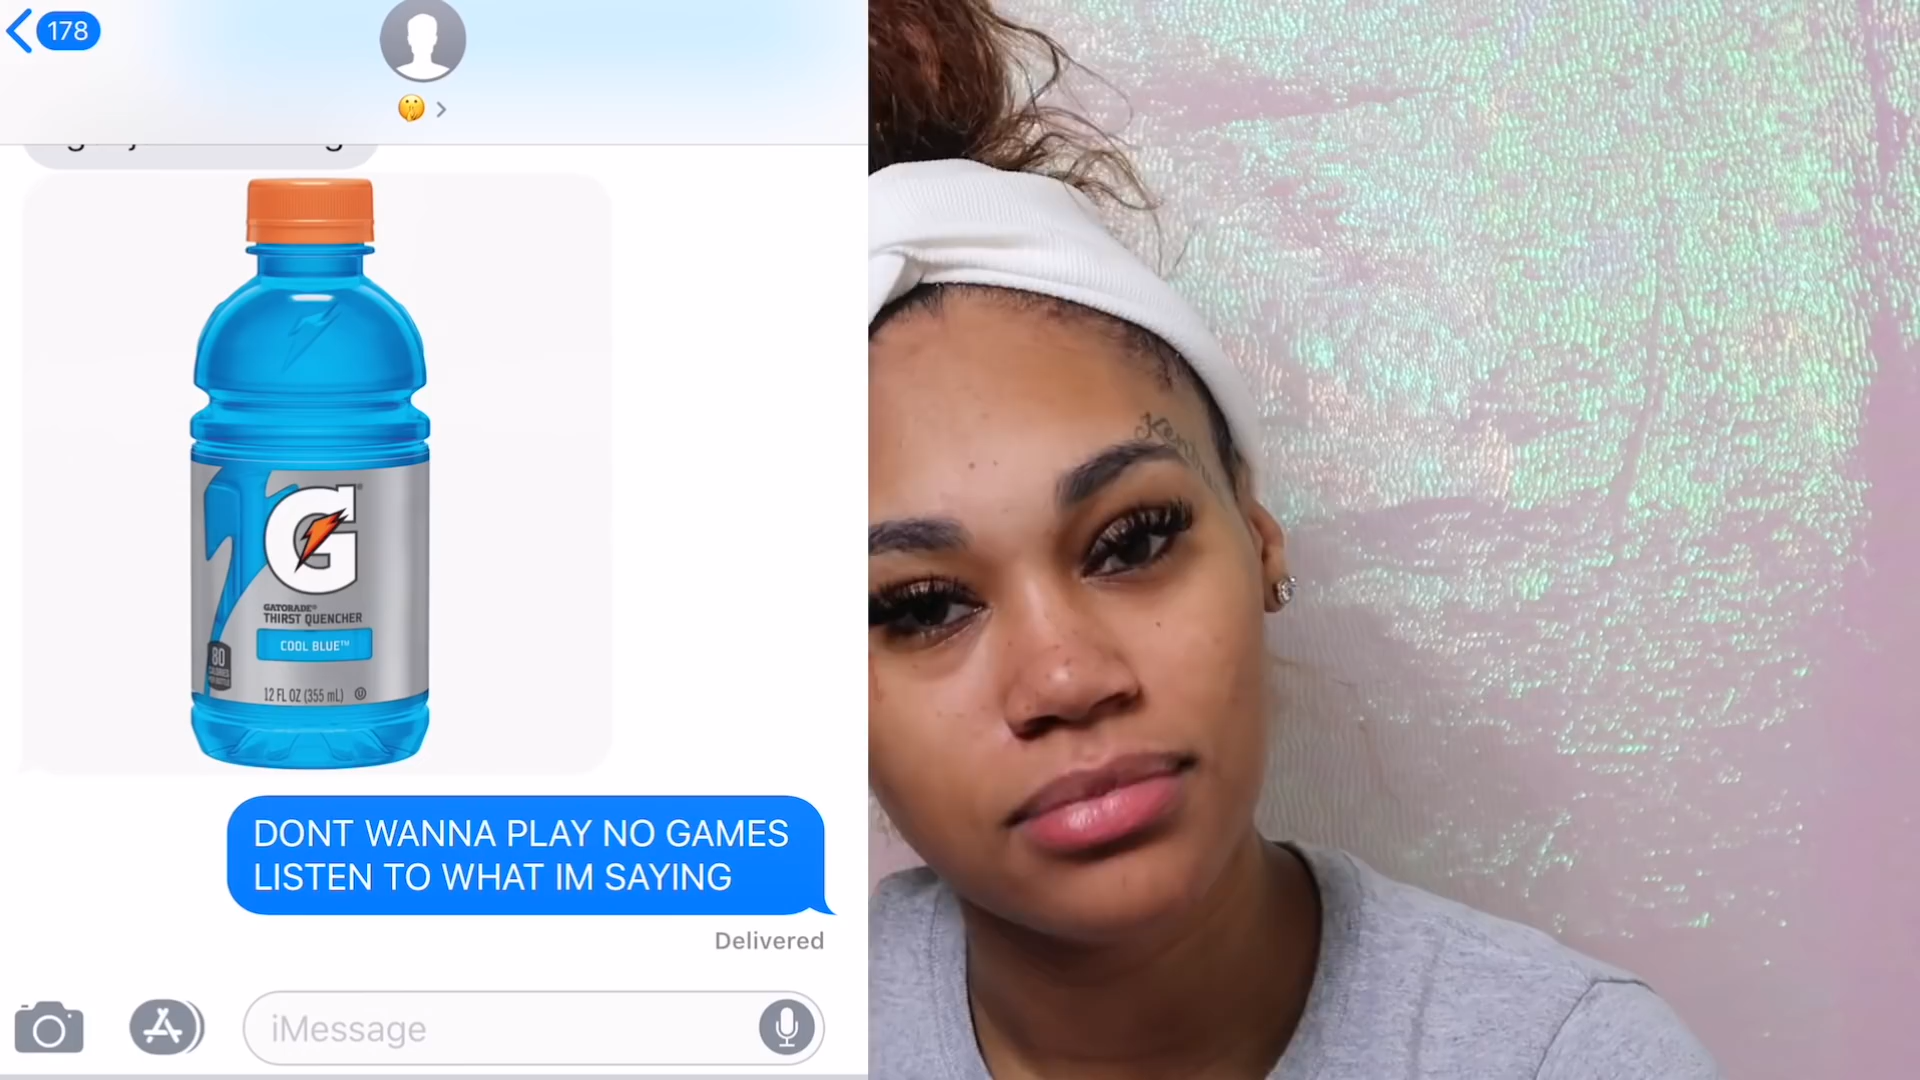 178
G
GATORADE®
THIRST QUENCHER
COOL BLUE™
80
12 FL OZ (355 mL)
DONT WANNA PLAY NO GAMES
LISTEN TO WHAT IM SAYING
Delivered
iMessage